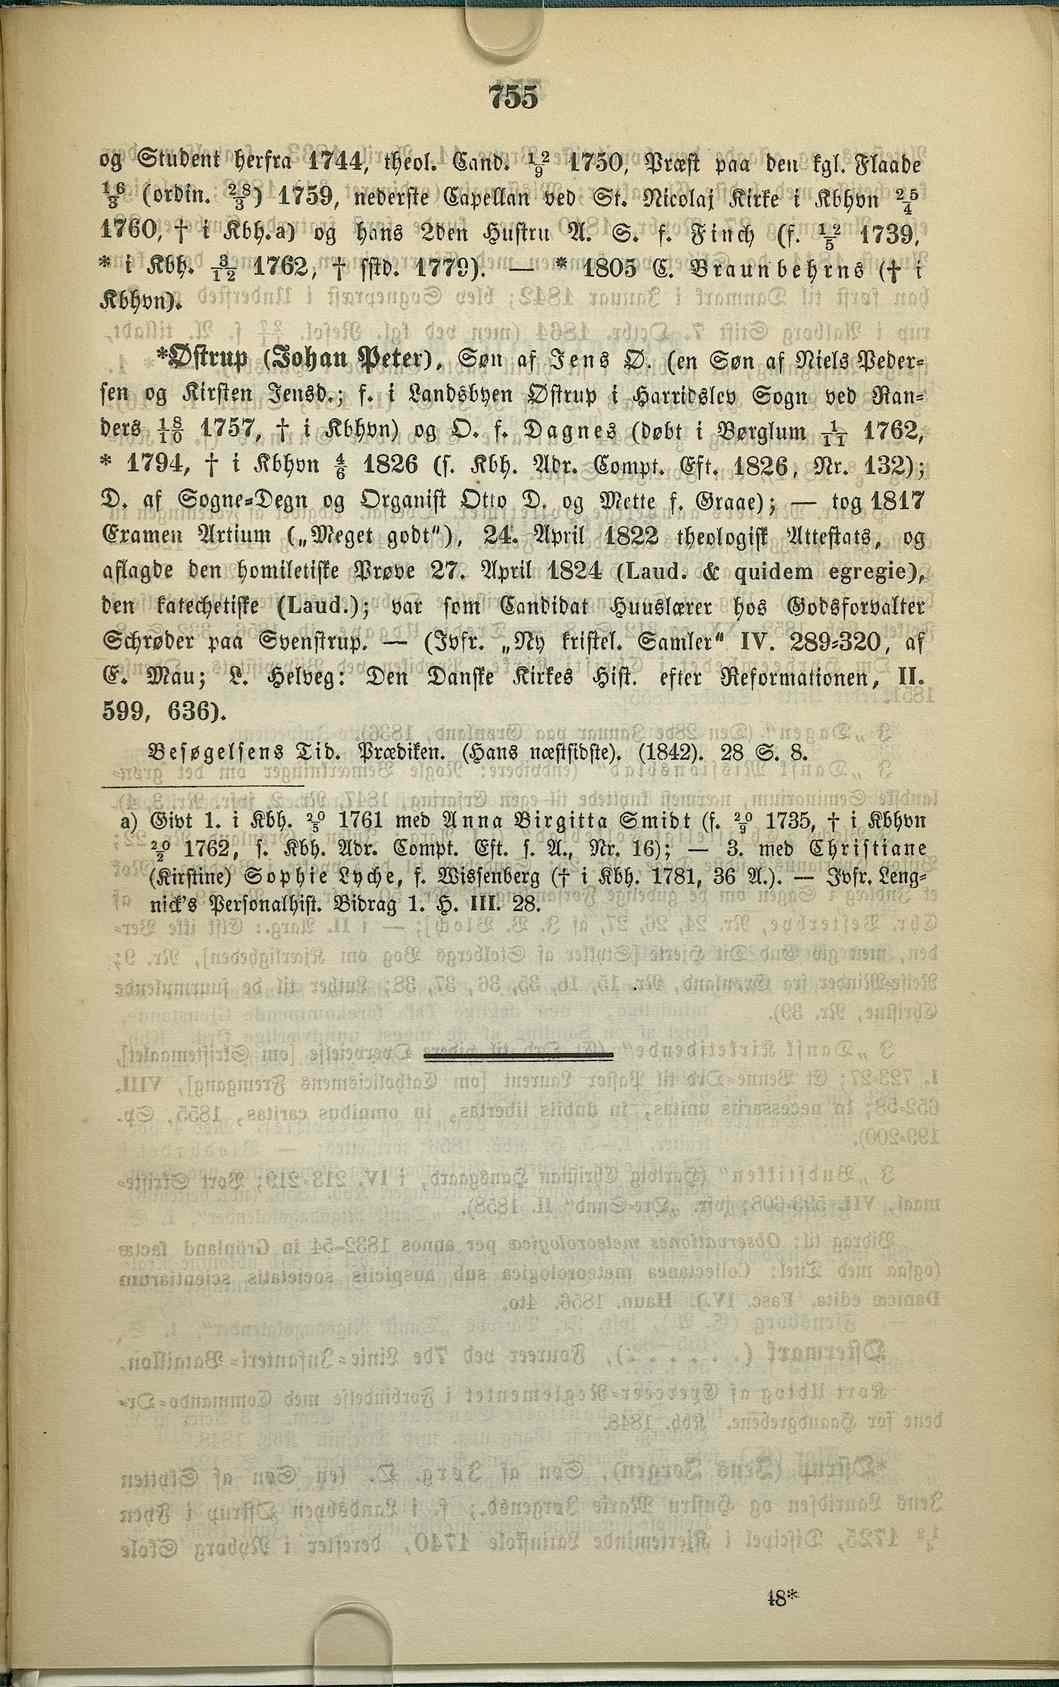 755
og Student herfra 1744, theol. Cand. 12/9 1750, Præst paa den kgl. Flaade
16/3 (ordin. 28/3) 1759, nederste Capellan ved St. Nicolaj Kirke i Kbhvn 25/4
1760, † i Kbh.a) og hans 2den Hustru A. S. f. Finch (f. 12/5 1739,
* i Kbh. 3/12 1762, † sstd. 1779). — * 1805 C. Braunbehrns († i
Kbhvn).
*Østrup (Johan Peter), Søn af Jens Ø. (en Søn af Niels Peder-
sen og Kirsten Jensd.; f. i Landsbyen Østrup i Harridslev Sogn ved Ran-
ders 18/10 1757, † i Kbhvn) og O. f. Dagnes (døbt i Børglum 1/11 1762,
* 1794, † i Kbhvn 4/6 1826 (s. Kbh. Adr. Compt. Eft. 1826, Nr. 132);
D. af Sogne-Degn og Organist Otto D. og Mette f. Graae); — tog 1817
Examen Artium („Meget godt"), 24. April 1822 theologisk Attestats, og
aflagde den homiletiske Prøve 27. April 1824 (Laud. & quidem egregie),
den katechetiske (Laud.); var som Candidat Huuslærer hos Godsforvalter
Schrøder paa Svenstrup. — (Jvfr. „Ny kristel. Samler" IV. 289-320, af
E. Mau; L. Helveg: Den Danske Kirkes Hist. efter Reformationen, II.
599, 636).
Besøgelsens Tid. Prædiken. (Hans næstsidste). (1842). 28 S. 8.
a) Givt 1. i Kbh. 20/5 1761 med Anna Birgitta Smidt (f. 20/9 1735, † i Kbhvn
20/2 1762, s. Kbh. Adr. Compt. Eft. s. A., Nr. 16); — 3. med Christiane
(Kirstine) Sophie Lyche, f. Wissenberg († i Kbh. 1781, 36 A.). — Jvfr. Leng-
nick's Personalhist. Bidrag 1. H. III. 28.
48*